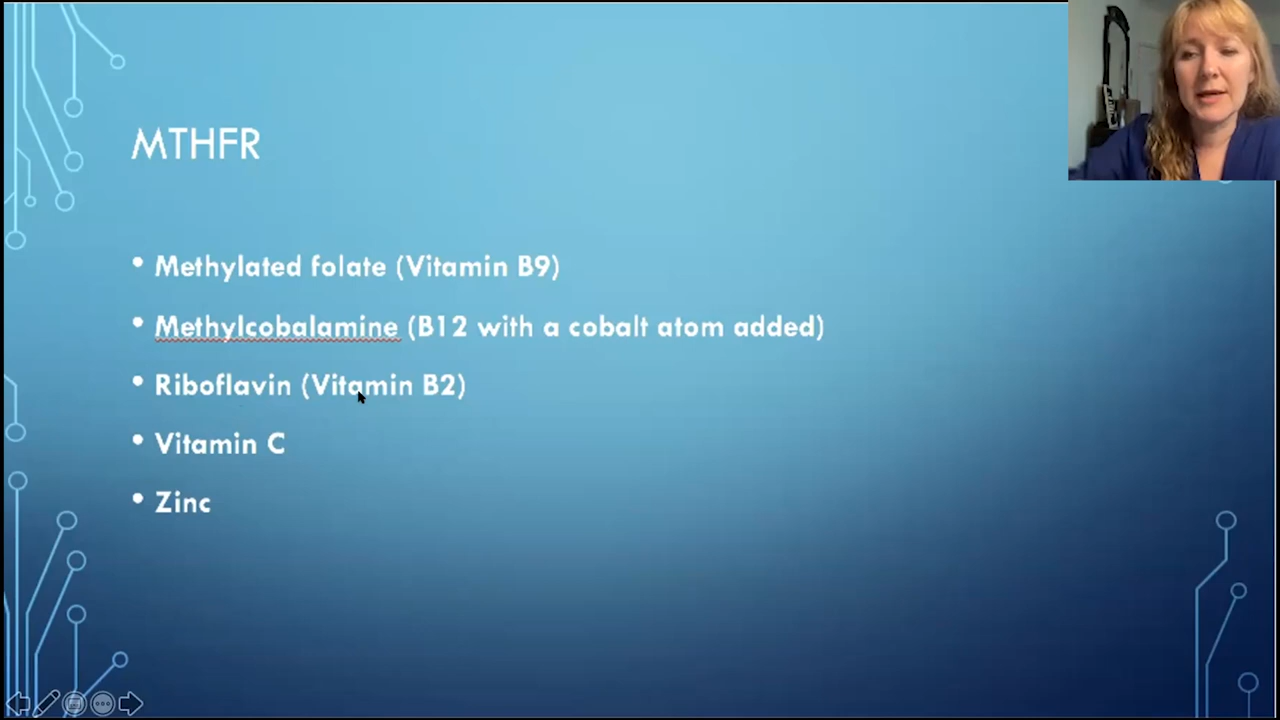 MTHFR
• Methylated folate (Vitamin B9)
• Methylcobalamine (B12 with a cobalt atom added)
• Riboflavin (Vitamin B2)
• Vitamin C
• Zinc